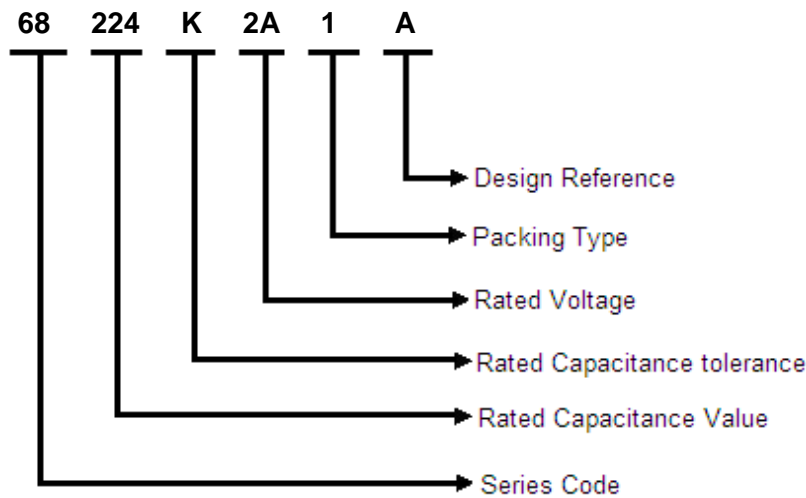 68 224 K 2A 1 A
Design Reference
Packing Type
Rated Voltage
Rated Capacitance tolerance
Rated Capacitance Value
Series Code